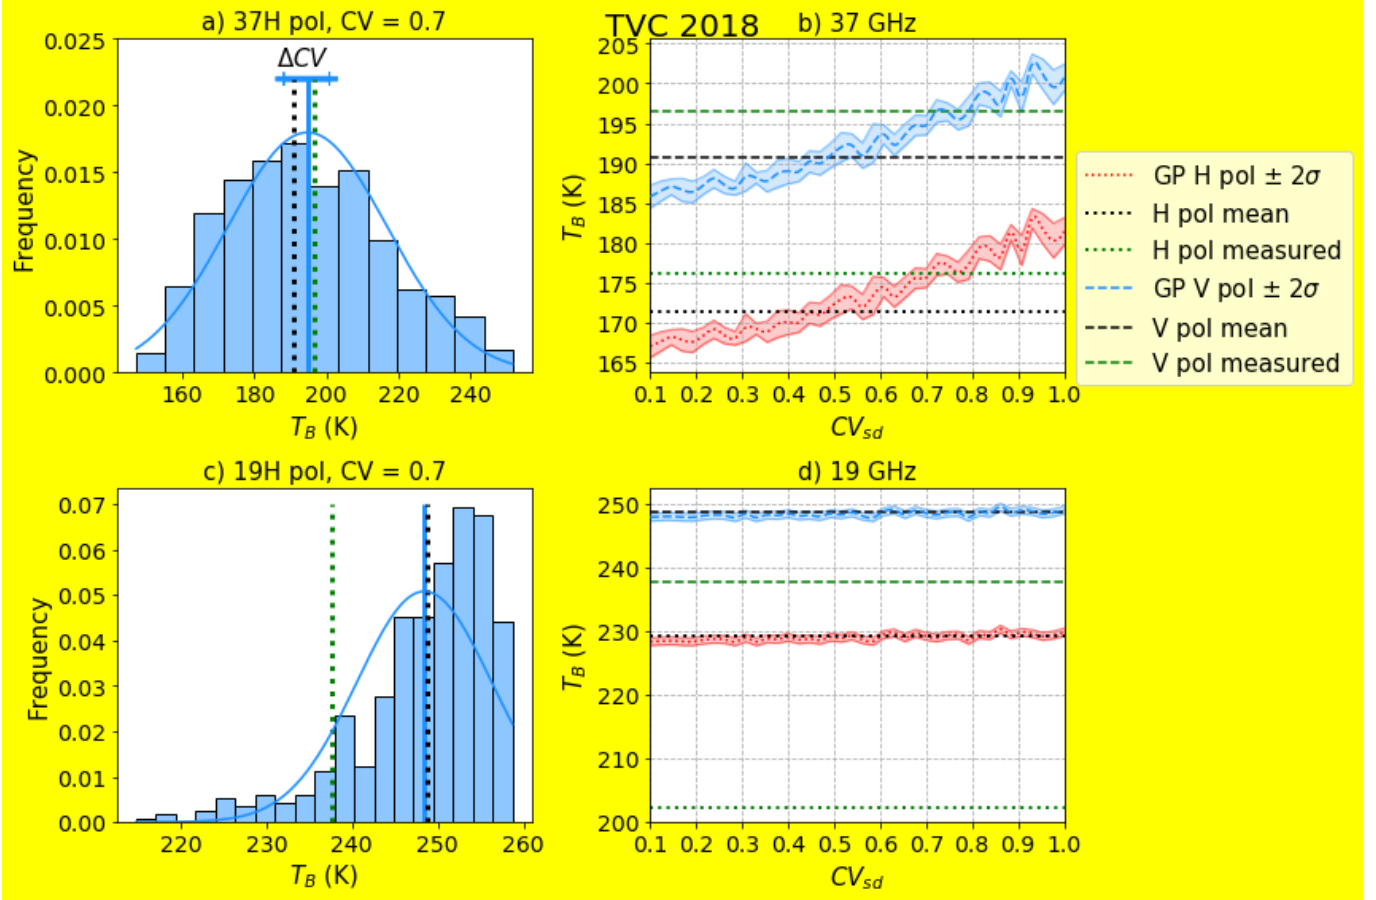 TVC 2018
a) 37H pol, CV = 0.7
ΔCV
0.025
0.020
0.015
0.010
0.005
0.000
Frequency
160 180 200 220 240
T_B (K)
b) 37 GHz
205
200
195
190
185
180
175
170
165
T_B (K)
0.1 0.2 0.3 0.4 0.5 0.6 0.7 0.8 0.9 1.0
CV_sd
GP H pol ± 2σ
H pol mean
H pol measured
GP V pol ± 2σ
V pol mean
V pol measured
c) 19H pol, CV = 0.7
0.07
0.06
0.05
0.04
0.03
0.02
0.01
0.00
Frequency
220 230 240 250 260
T_B (K)
d) 19 GHz
250
240
230
220
210
200
T_B (K)
0.1 0.2 0.3 0.4 0.5 0.6 0.7 0.8 0.9 1.0
CV_sd